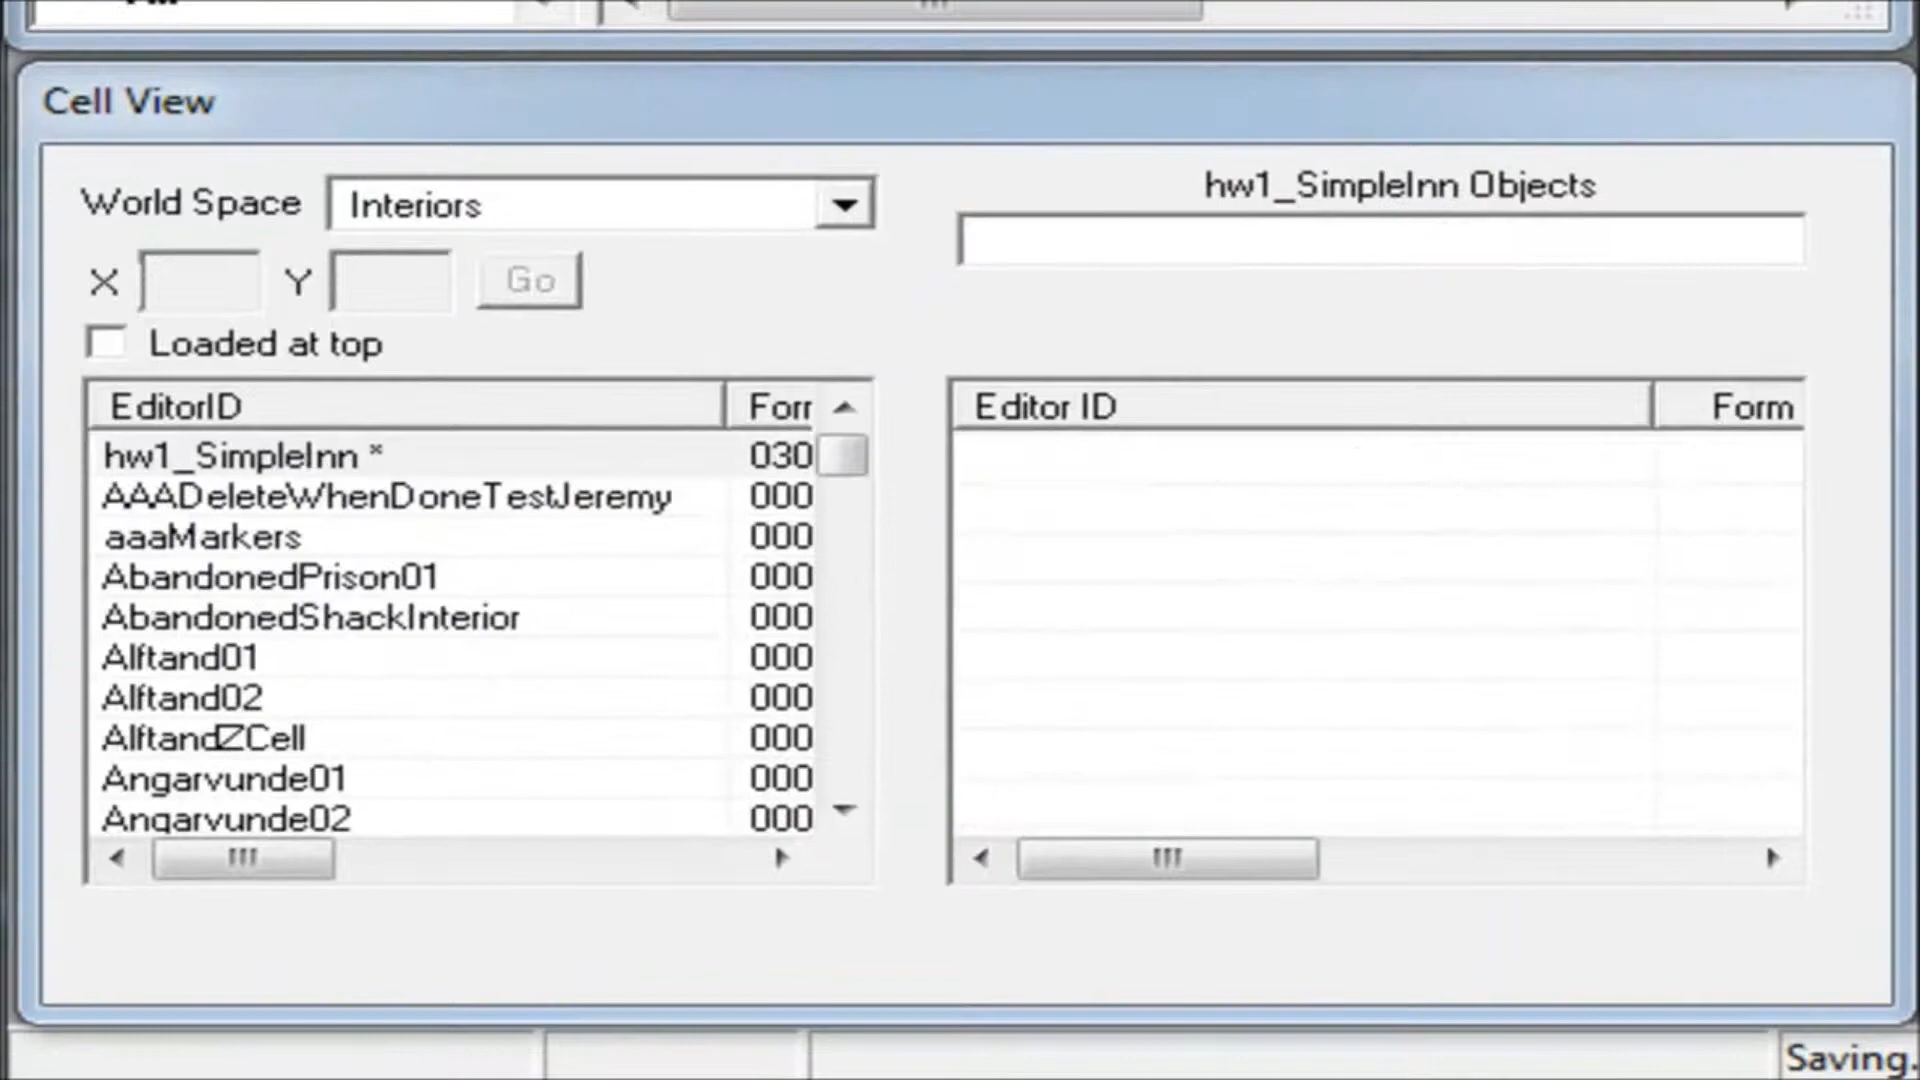 Cell View
World Space Interiors
hw1_SimpleInn Objects
X Y Go
Loaded at top
EditorID Forr
hw1_SimpleInn * 030
AAADeleteWhenDoneTestJeremy 000
aaaMarkers 000
AbandonedPrison01 000
AbandonedShackInterior 000
Alftand01 000
Alftand02 000
AlftandZCell 000
Angarvunde01 000
Angarvunde02 000
Editor ID Form
Saving.